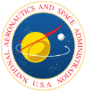 NATIONAL AERONAUTICS AND SPACE ADMINISTRATION
U.S.A.